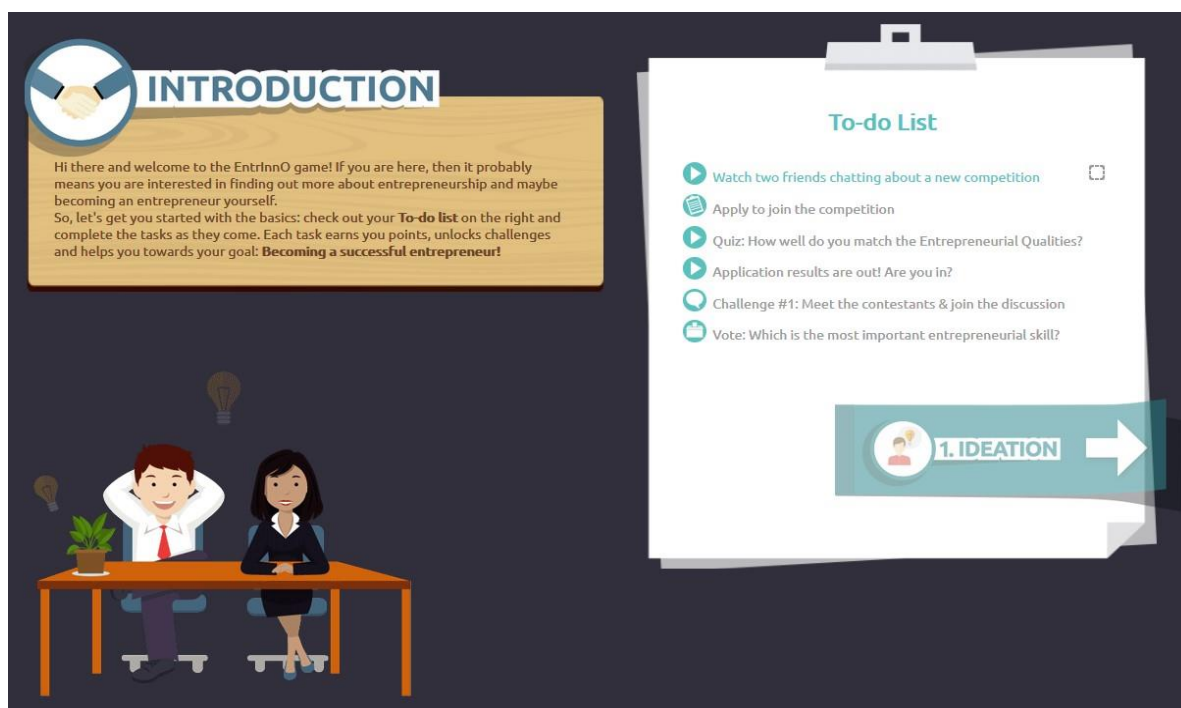 INTRODUCTION
Hi there and welcome to the EntrInnO game! If you are here, then it probably
means you are interested in finding out more about entrepreneurship and maybe
becoming an entrepreneur yourself.
So, let's get you started with the basics: check out your To-do list on the right and
complete the tasks as they come. Each task earns you points, unlocks challenges
and helps you towards your goal: Becoming a successful entrepreneur!
To-do List
Watch two friends chatting about a new competition
Apply to join the competition
Quiz: How well do you match the Entrepreneurial Qualities?
Application results are out! Are you in?
Challenge #1: Meet the contestants & join the discussion
Vote: Which is the most important entrepreneurial skill?
1. IDEATION